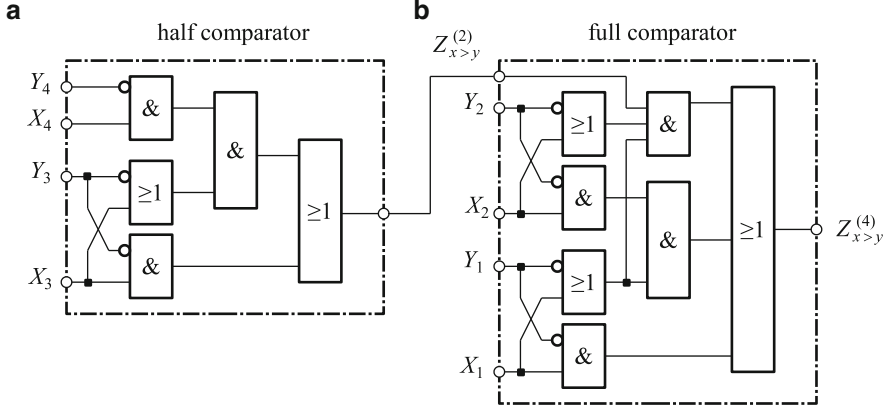 a
half comparator
Y4
&
X4
&
Y3
≥1
≥1
&
X3
b
full comparator
Z(2)x>y
Y2
≥1
&
&
X2
&
≥1
Z(4)x>y
Y1
≥1
&
X1